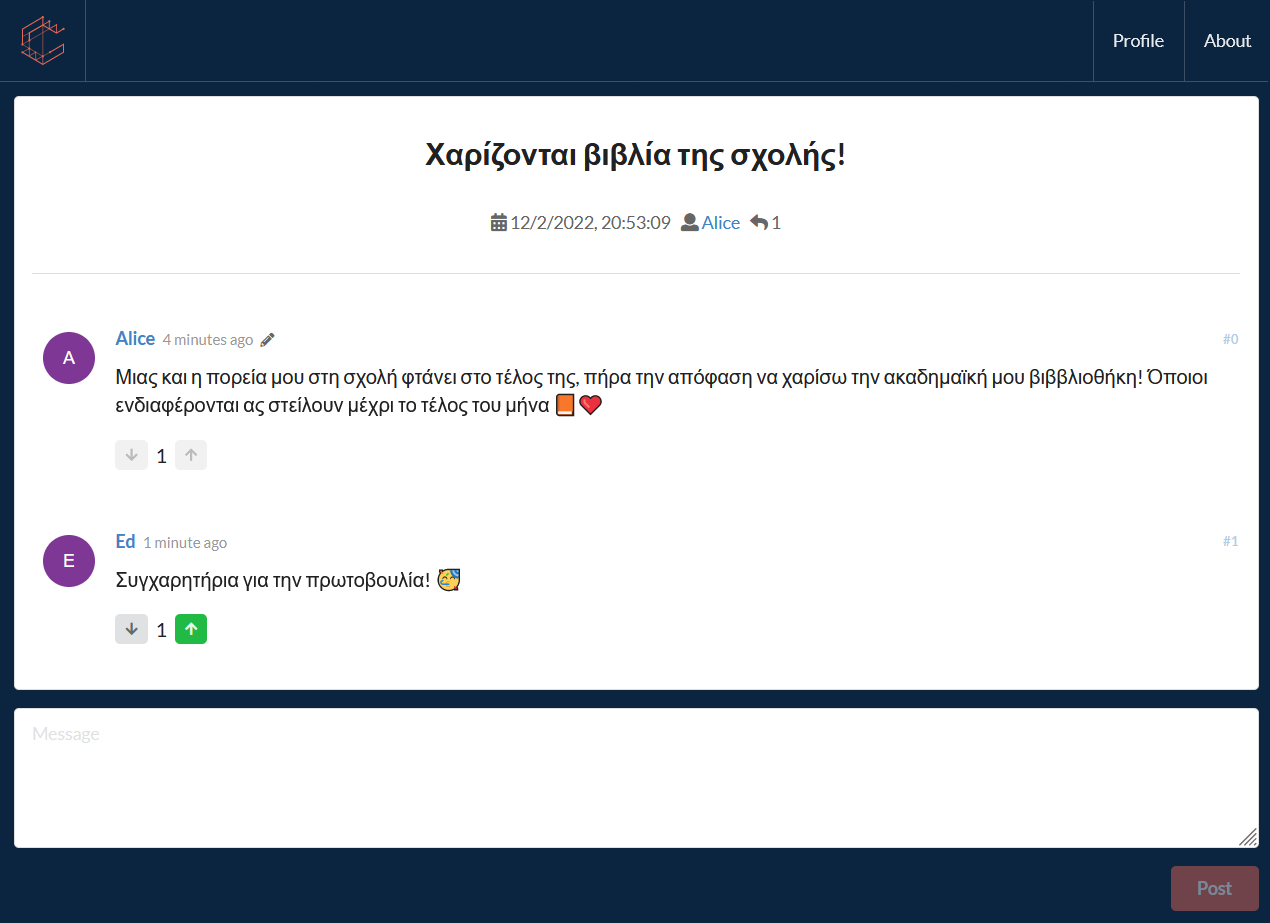 Profile About
Χαρίζονται βιβλία της σχολής!
12/2/2022, 20:53:09 Alice 1
Alice 4 minutes ago #0
A
Μιας και η πορεία μου στη σχολή φτάνει στο τέλος της, πήρα την απόφαση να χαρίσω την ακαδημαϊκή μου βιββλιοθήκη! Όποιοι
ενδιαφέρονται ας στείλουν μέχρι το τέλος του μήνα 📙❤️
1
Ed 1 minute ago #1
E
Συγχαρητήρια για την πρωτοβουλία! 🥳
1
Message
Post